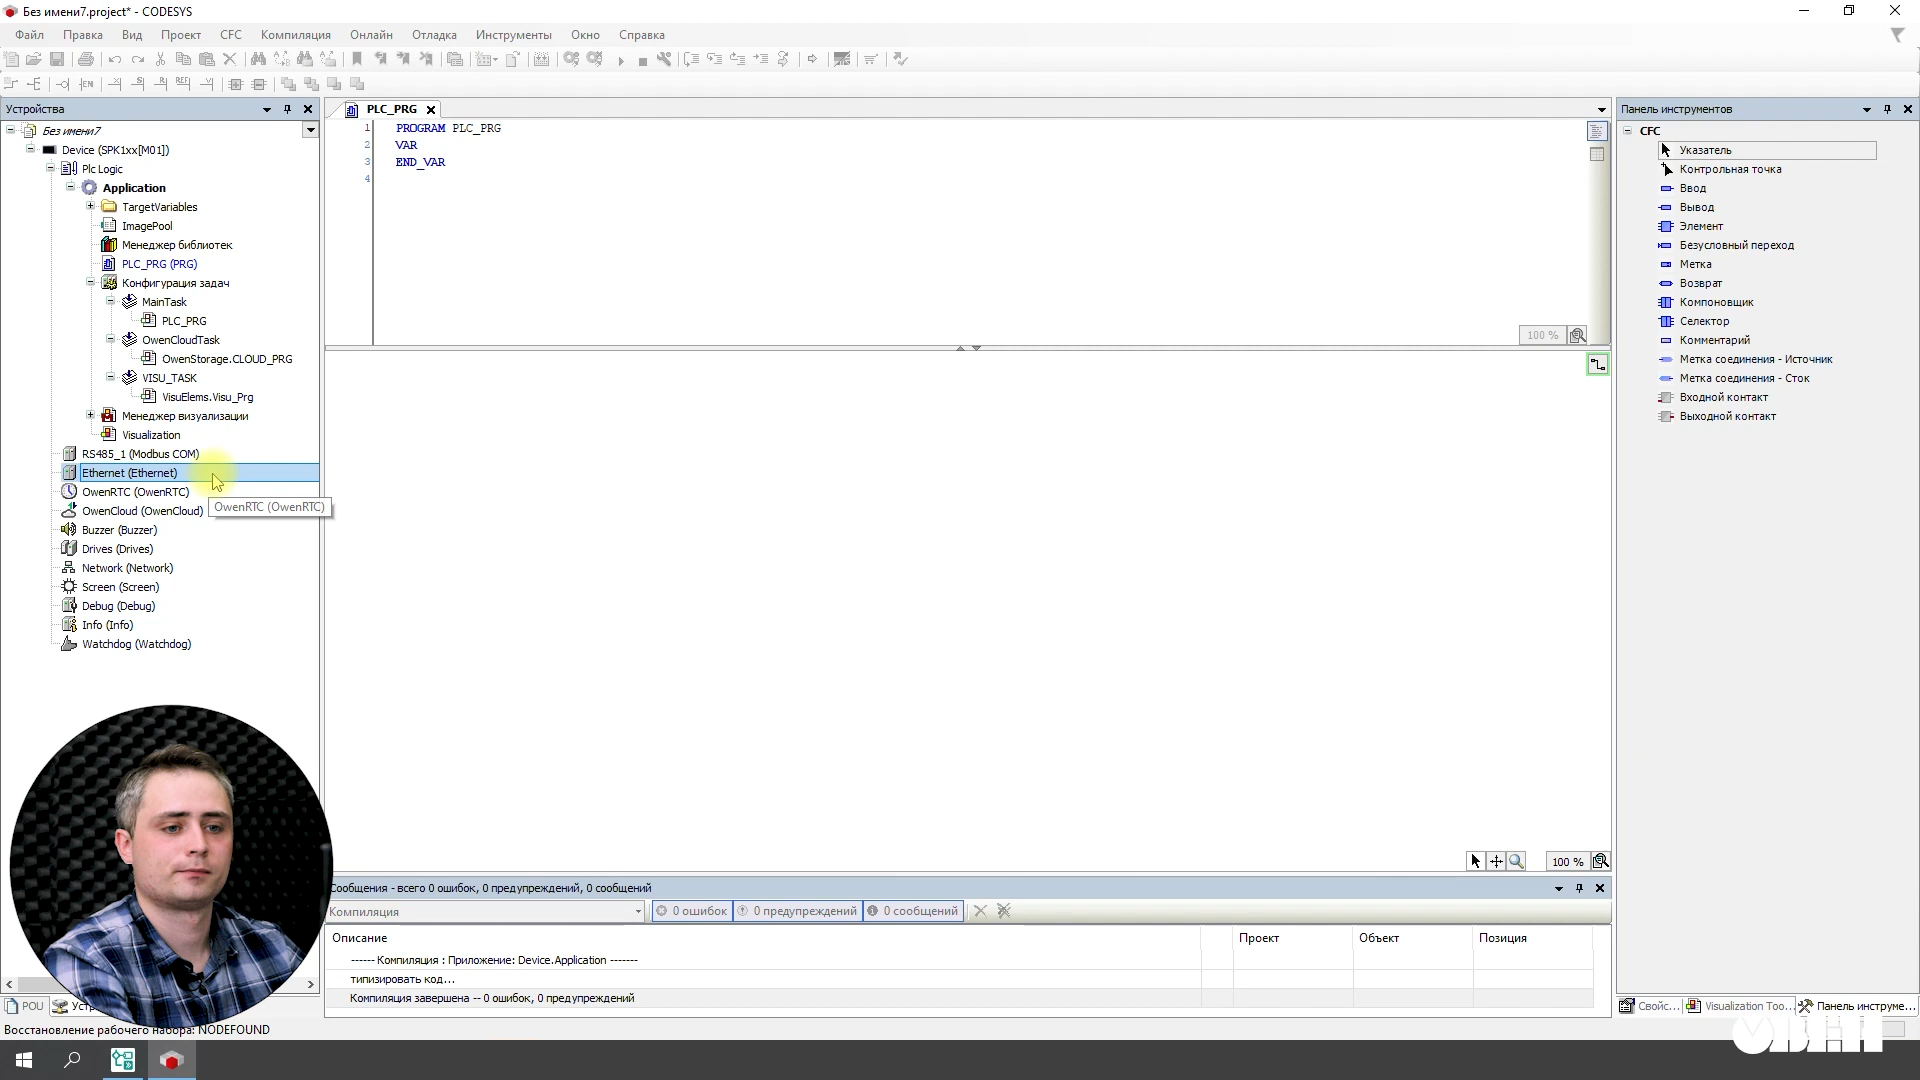 Без имени7.project* - CODESYS
Файл Правка Вид Проект CFC Компиляция Онлайн Отладка Инструменты Окно Справка
Устройства
Без имени7
Device (SPK1xx[M01])
Plc Logic
Application
TargetVariables
ImagePool
Менеджер библиотек
PLC_PRG (PRG)
Конфигурация задач
MainTask
PLC_PRG
OwenCloudTask
OwenStorage.CLOUD_PRG
VISU_TASK
VisuElems.Visu_Prg
Менеджер визуализации
Visualization
RS485_1 (Modbus COM)
Ethernet (Ethernet)
OwenRTC (OwenRTC)
OwenRTC (OwenRTC)
OwenCloud (OwenCloud)
Buzzer (Buzzer)
Drives (Drives)
Network (Network)
Screen (Screen)
Debug (Debug)
Info (Info)
Watchdog (Watchdog)
POU
Восстановление рабочего набора: NODEFOUND
PLC_PRG
1 PROGRAM PLC_PRG
2 VAR
3 END_VAR
4
100 %
100 %
Сообщения - всего 0 ошибок, 0 предупреждений, 0 сообщений
Компиляция 0 ошибок 0 предупреждений 0 сообщений
Описание Проект Объект Позиция
------ Компиляция : Приложение: Device.Application -------
типизировать код...
Компиляция завершена -- 0 ошибок, 0 предупреждений
Панель инструментов
CFC
Указатель
Контрольная точка
Ввод
Вывод
Элемент
Безусловный переход
Метка
Возврат
Компоновщик
Селектор
Комментарий
Метка соединения - Источник
Метка соединения - Сток
Входной контакт
Выходной контакт
Свойс... Visualization Too... Панель инструме...